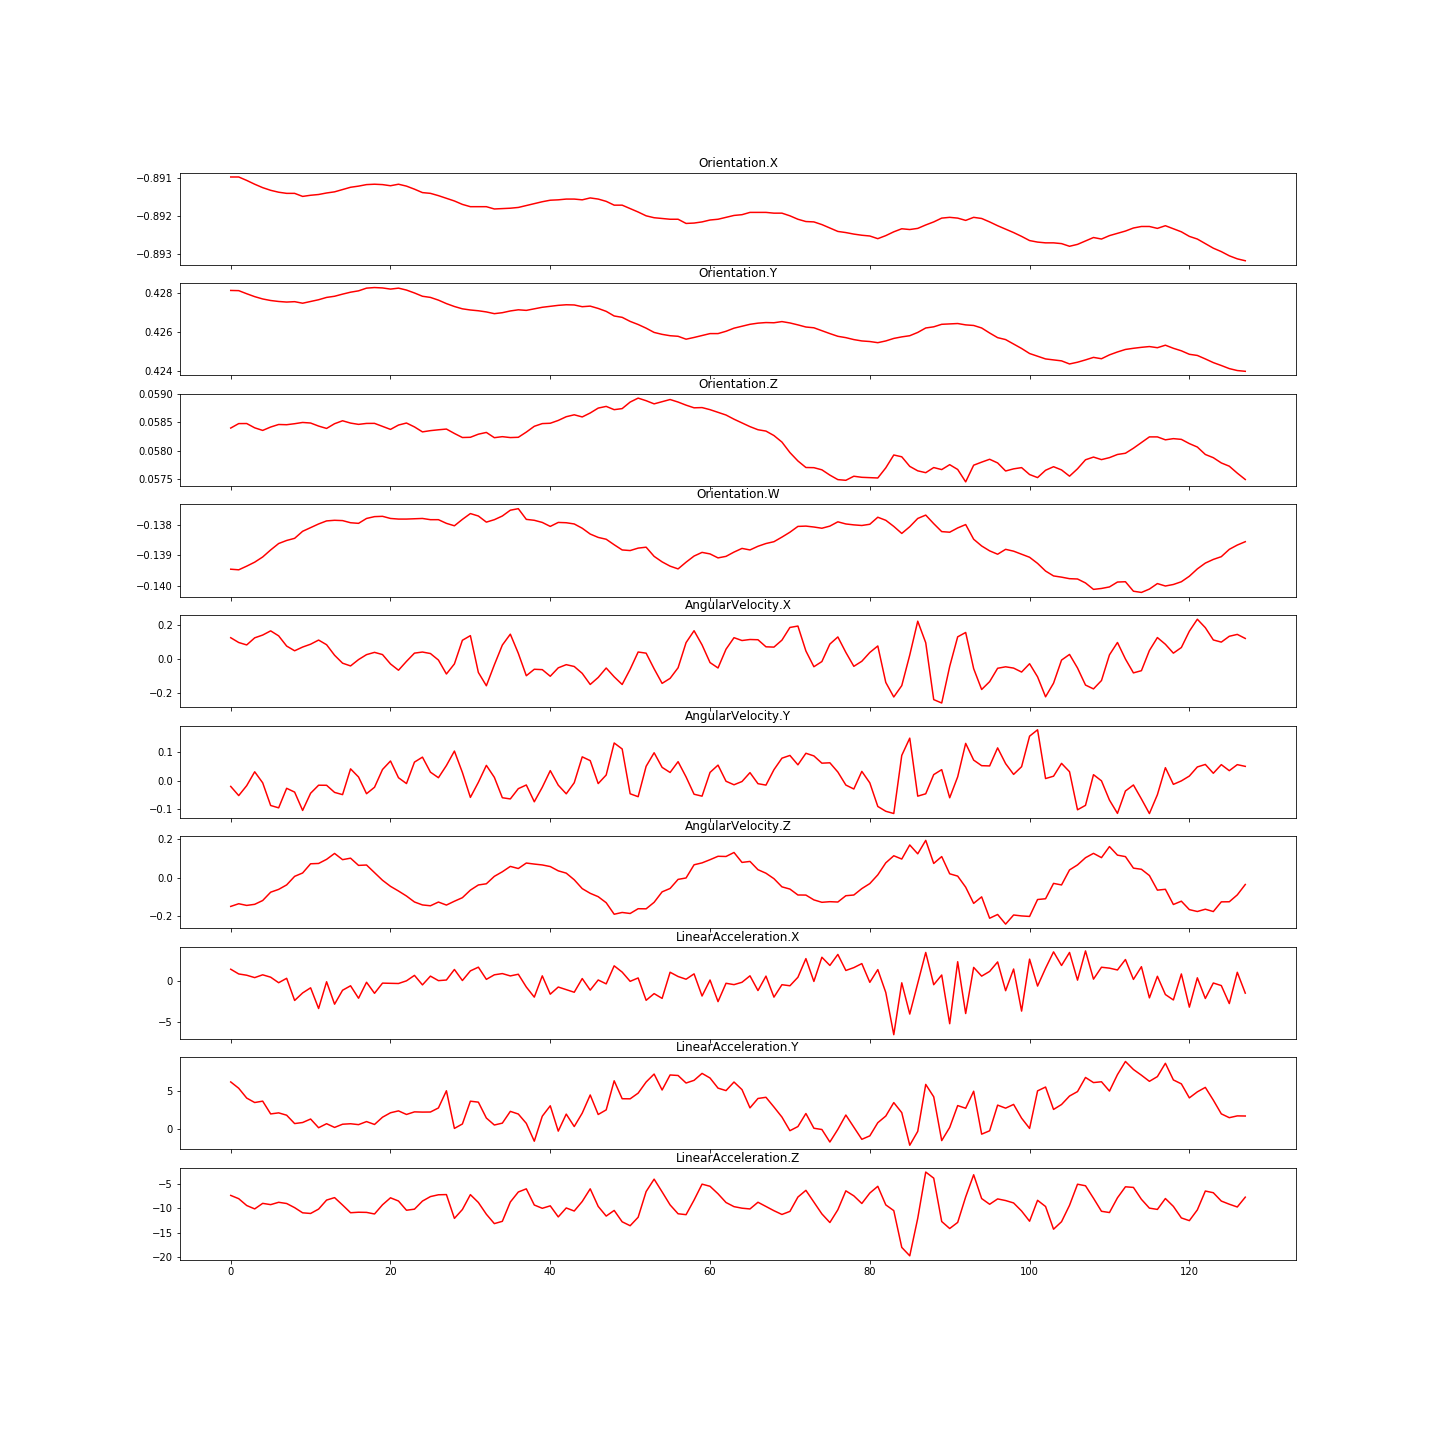 Orientation.X
−0.891
−0.892
−0.893
Orientation.Y
0.428
0.426
0.424
Orientation.Z
0.0590
0.0585
0.0580
0.0575
Orientation.W
−0.138
−0.139
−0.140
AngularVelocity.X
0.2
0.0
−0.2
AngularVelocity.Y
0.1
0.0
−0.1
AngularVelocity.Z
0.2
0.0
−0.2
LinearAcceleration.X
0
−5
LinearAcceleration.Y
5
0
LinearAcceleration.Z
−5
−10
−15
−20
0 20 40 60 80 100 120